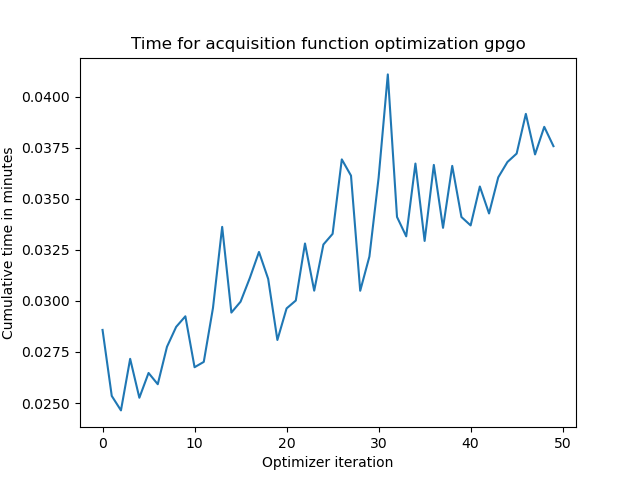 Time for acquisition function optimization gpgo
Cumulative time in minutes
0.0400
0.0375
0.0350
0.0325
0.0300
0.0275
0.0250
0 10 20 30 40 50
Optimizer iteration